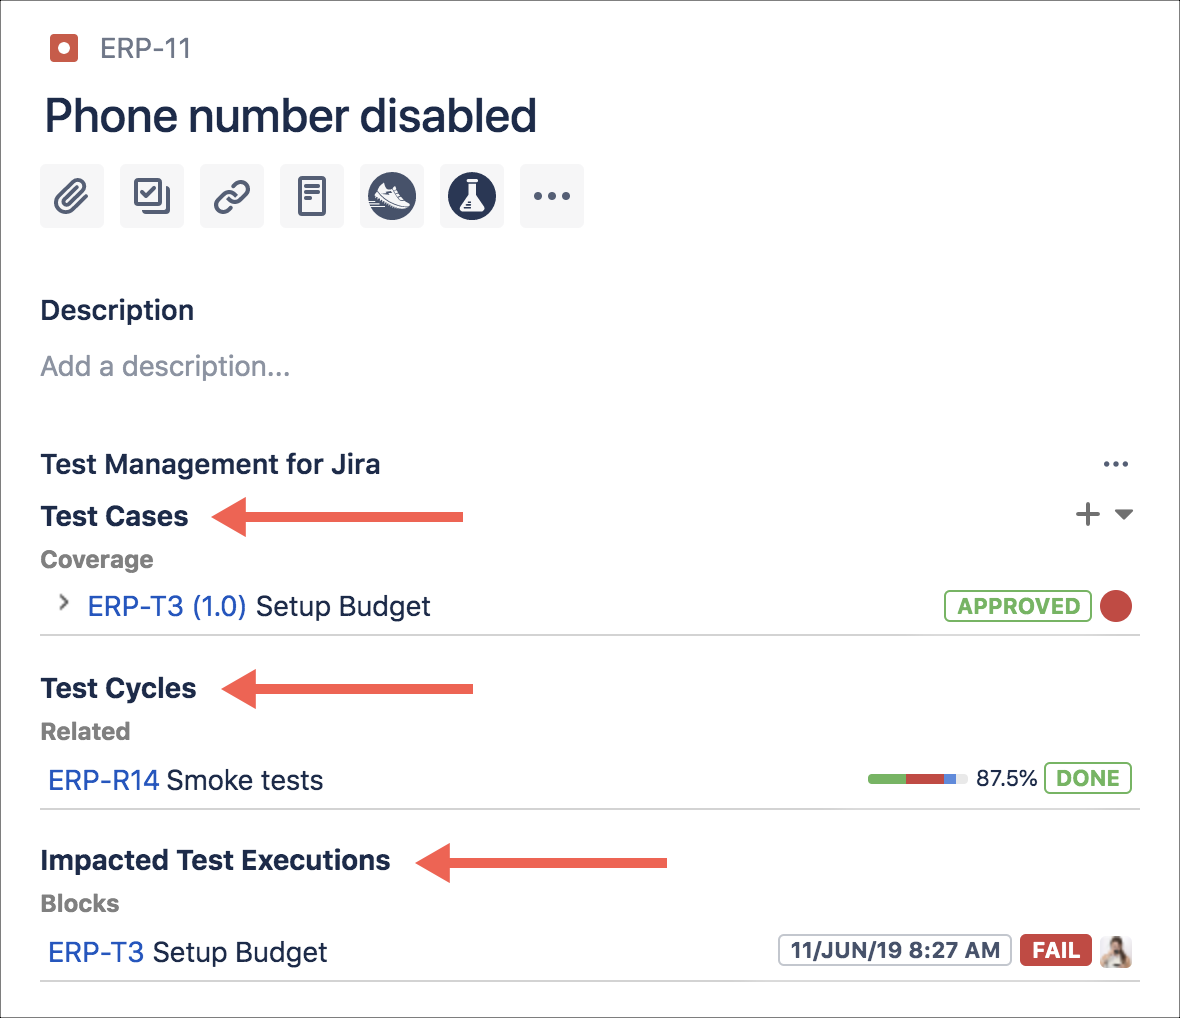 ERP-11
Phone number disabled
Description
Add a description...
Test Management for Jira
Test Cases
Coverage
ERP-T3 (1.0) Setup Budget APPROVED
Test Cycles
Related
ERP-R14 Smoke tests 87.5% DONE
Impacted Test Executions
Blocks
ERP-T3 Setup Budget 11/JUN/19 8:27 AM FAIL